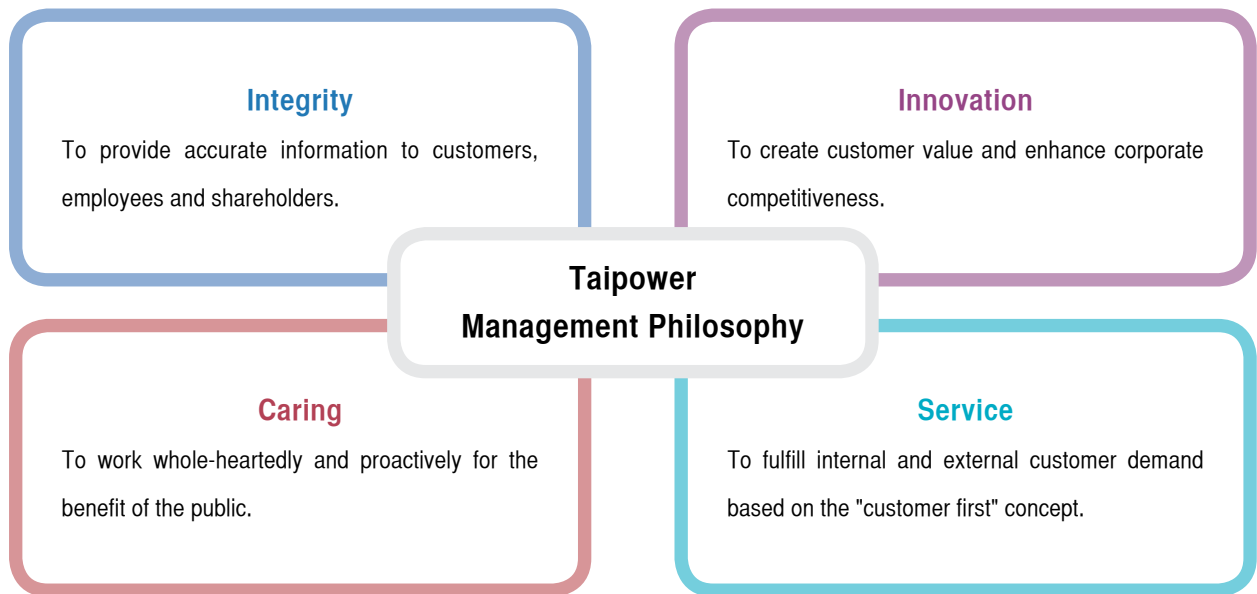 Integrity
To provide accurate information to customers,
employees and shareholders.
Innovation
To create customer value and enhance corporate
competitiveness.
Taipower
Management Philosophy
Caring
To work whole-heartedly and proactively for the
benefit of the public.
Service
To fulfill internal and external customer demand
based on the "customer first" concept.